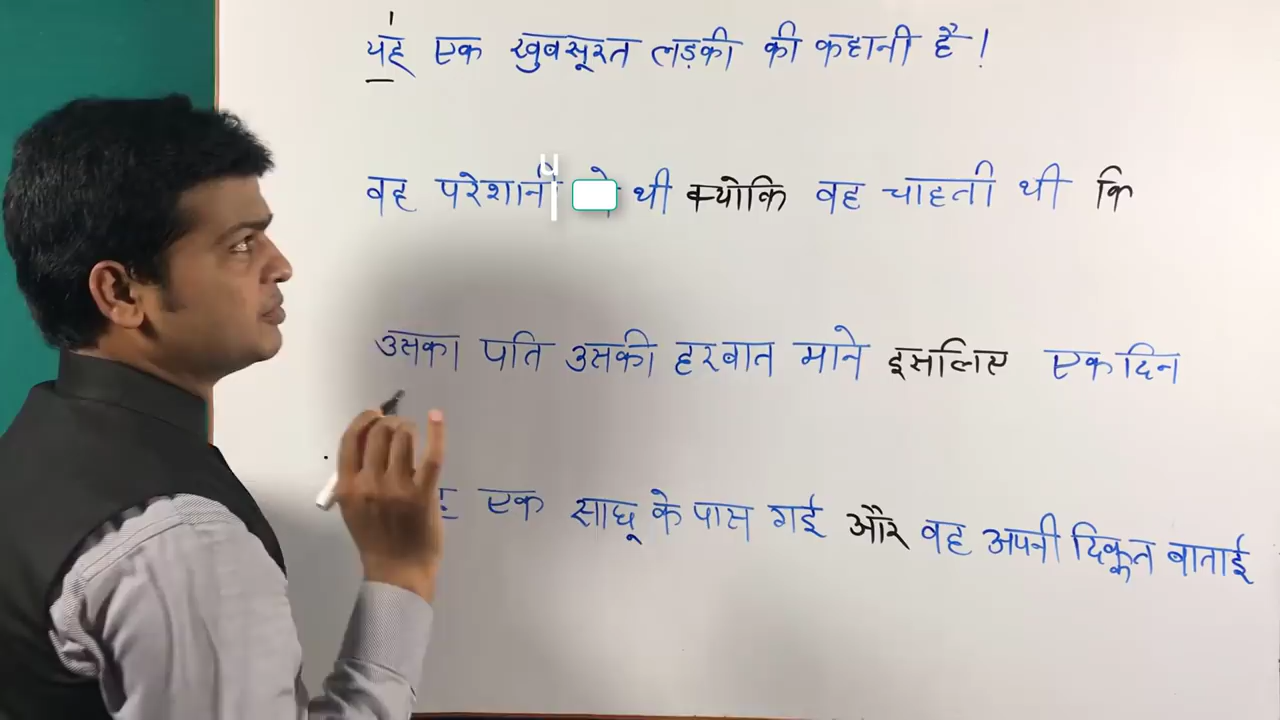 यह एक खुबसूरत लड़की की कहानी है !
वह थी क्योकि वह चाहती थी कि
उसका पति उसकी हरबात माने इसलिए एकदिन
एक साधू के पास गई और वह अपनी दिक्कत बाताई